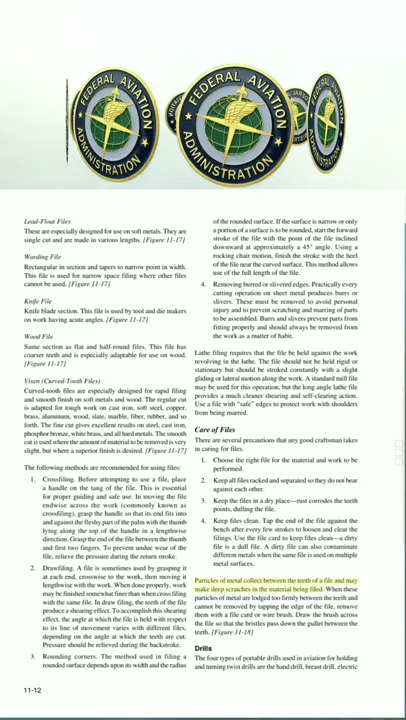 FEDERAL AVIATION
ADMINISTRATION
FEDERAL AVIATION
ADMINISTRATION
Lead-Float Files
These are especially designed for use on soft metals. They are
single cut and are made in various lengths. [Figure 11-17]
Warding File
Rectangular in section and tapers to narrow point in width.
This file is used for narrow space filing where other files
cannot be used. [Figure 11-17]
Knife File
Knife blade section. This file is used by tool and die makers
on work having acute angles. [Figure 11-17]
Wood File
Same section as flat and half-round files. This file has
coarser teeth and is especially adaptable for use on wood.
[Figure 11-17]
Vixen (Curved-Tooth Files)
Curved-tooth files are especially designed for rapid filing
and smooth finish on soft metals and wood. The regular cut
is adapted for tough work on cast iron, soft steel, copper,
brass, aluminum, wood, slate, marble, fiber, rubber, and so
forth. The fine cut gives excellent results on steel, cast iron,
phosphor bronze, white brass, and all hard metals. The smooth
cut is used where the amount of material to be removed is very
slight, but where a superior finish is desired. [Figure 11-17]
The following methods are recommended for using files:
1. Crossfiling. Before attempting to use a file, place
a handle on the tang of the file. This is essential
for proper guiding and safe use. In moving the file
endwise across the work (commonly known as
crossfiling), grasp the handle so that its end fits into
and against the fleshy part of the palm with the thumb
lying along the top of the handle in a lengthwise
direction. Grasp the end of the file between the thumb
and first two fingers. To prevent undue wear of the
file, relieve the pressure during the return stroke.
2. Drawfiling. A file is sometimes used by grasping it
at each end, crosswise to the work, then moving it
lengthwise with the work. When done properly, work
may be finished somewhat finer than when crossfiling
with the same file. In draw filing, the teeth of the file
produce a shearing effect. To accomplish this shearing
effect, the angle at which the file is held with respect
to its line of movement varies with different files,
depending on the angle at which the teeth are cut.
Pressure should be relieved during the backstroke.
3. Rounding corners. The method used in filing a
rounded surface depends upon its width and the radius
of the rounded surface. If the surface is narrow or only
a portion of a surface is to be rounded, start the forward
stroke of the file with the point of the file inclined
downward at approximately a 45° angle. Using a
rocking chair motion, finish the stroke with the heel
of the file near the curved surface. This method allows
use of the full length of the file.
4. Removing burred or slivered edges. Practically every
cutting operation on sheet metal produces burrs or
slivers. These must be removed to avoid personal
injury and to prevent scratching and marring of parts
to be assembled. Burrs and slivers prevent parts from
fitting properly and should always be removed from
the work as a matter of habit.
Lathe filing requires that the file be held against the work
revolving in the lathe. The file should not be held rigid or
stationary but should be stroked constantly with a slight
gliding or lateral motion along the work. A standard mill file
may be used for this operation, but the long angle lathe file
provides a much cleaner shearing and self-clearing action.
Use a file with “safe” edges to protect work with shoulders
from being marred.
Care of Files
There are several precautions that any good craftsman takes
in caring for files.
1. Choose the right file for the material and work to be
performed.
2. Keep all files racked and separated so they do not bear
against each other.
3. Keep the files in a dry place—rust corrodes the teeth
points, dulling the file.
4. Keep files clean. Tap the end of the file against the
bench after every few strokes to loosen and clear the
filings. Use the file card to keep files clean—a dirty
file is a dull file. A dirty file can also contaminate
different metals when the same file is used on multiple
metal surfaces.
Particles of metal collect between the teeth of a file and may
make deep scratches in the material being filed. When these
particles of metal are lodged too firmly between the teeth and
cannot be removed by tapping the edge of the file, remove
them with a file card or wire brush. Draw the brush across
the file so that the bristles pass down the gullet between the
teeth. [Figure 11-18]
Drills
The four types of portable drills used in aviation for holding
and turning twist drills are the hand drill, breast drill, electric
11-12